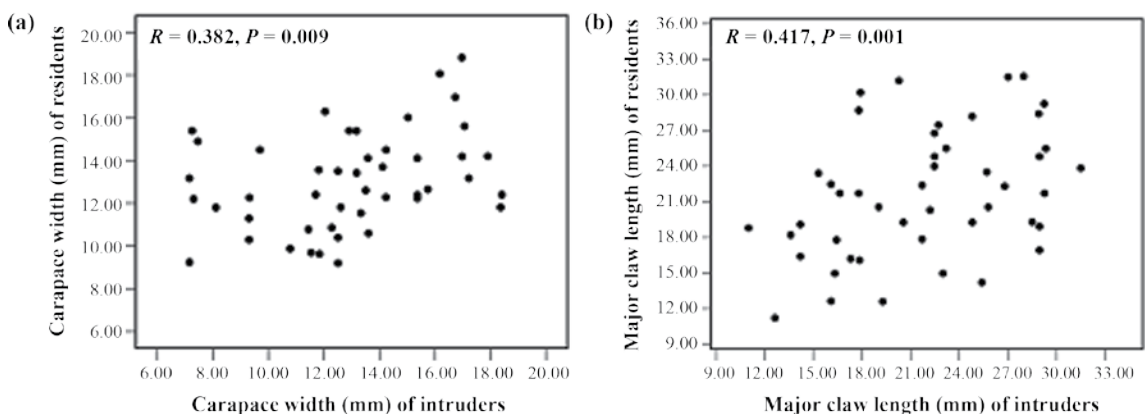 (a)
R = 0.382, P = 0.009
Carapace width (mm) of residents
20.00
18.00
16.00
14.00
12.00
10.00
8.00
6.00
6.00 8.00 10.00 12.00 14.00 16.00 18.00 20.00
Carapace width (mm) of intruders
(b)
R = 0.417, P = 0.001
Major claw length (mm) of residents
36.00
33.00
30.00
27.00
24.00
21.00
18.00
15.00
12.00
9.00
9.00 12.00 15.00 18.00 21.00 24.00 27.00 30.00 33.00
Major claw length (mm) of intruders